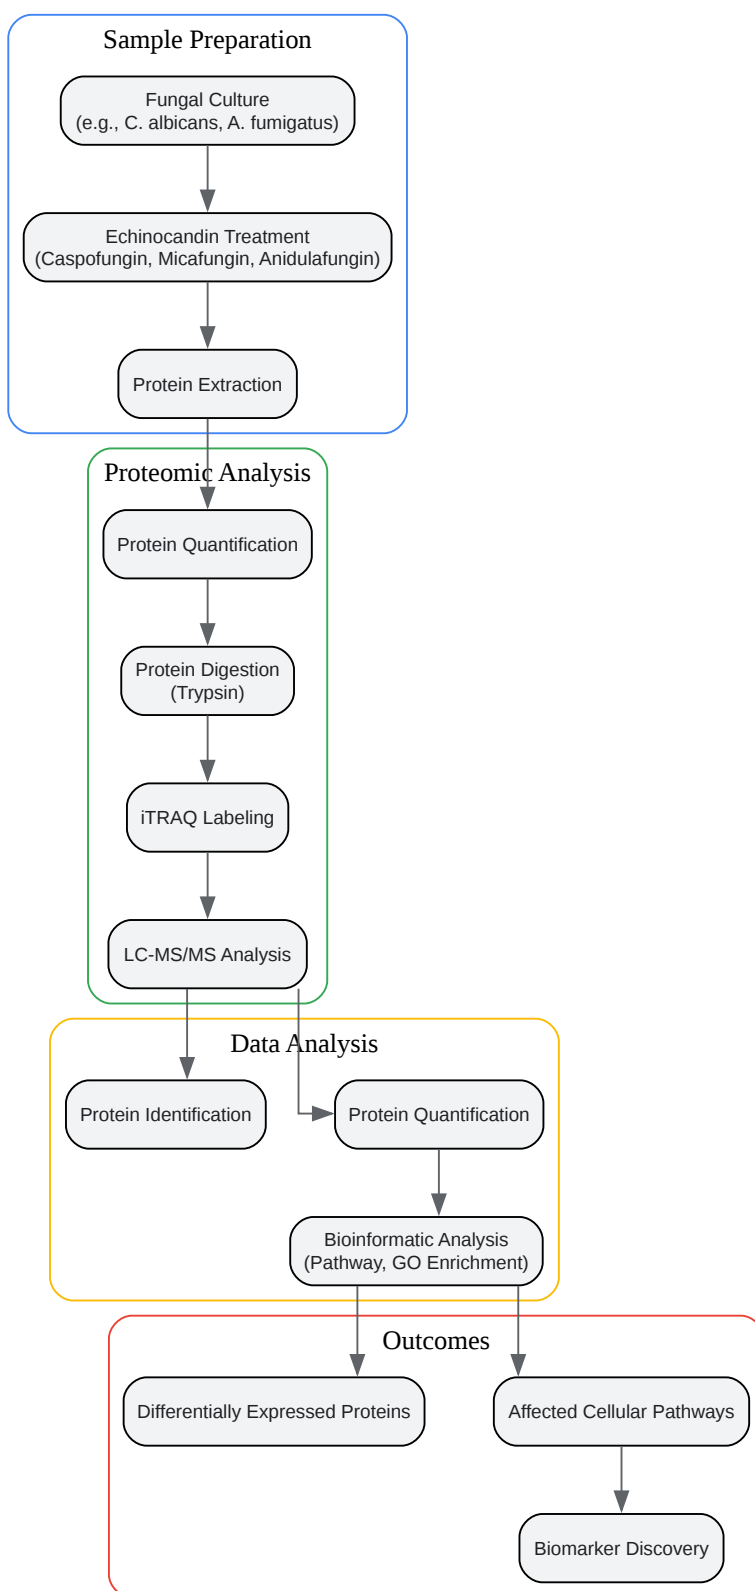 Sample Preparation
Fungal Culture
(e.g., C. albicans, A. fumigatus)
Echinocandin Treatment
(Caspofungin, Micafungin, Anidulafungin)
Protein Extraction
Proteomic Analysis
Protein Quantification
Protein Digestion
(Trypsin)
iTRAQ Labeling
LC-MS/MS Analysis
Data Analysis
Protein Identification
Protein Quantification
Bioinformatic Analysis
(Pathway, GO Enrichment)
Outcomes
Differentially Expressed Proteins
Affected Cellular Pathways
Biomarker Discovery